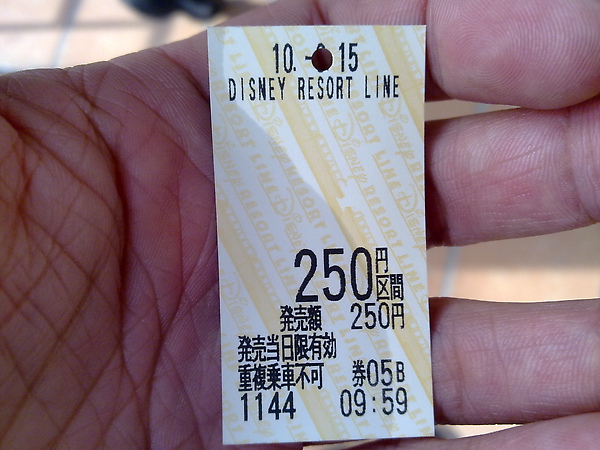 10.-  15
DISNEY RESORT LINE
250円区間
発売額 250円
発売当日限有効
重複乗車不可 券05B
1144 09:59